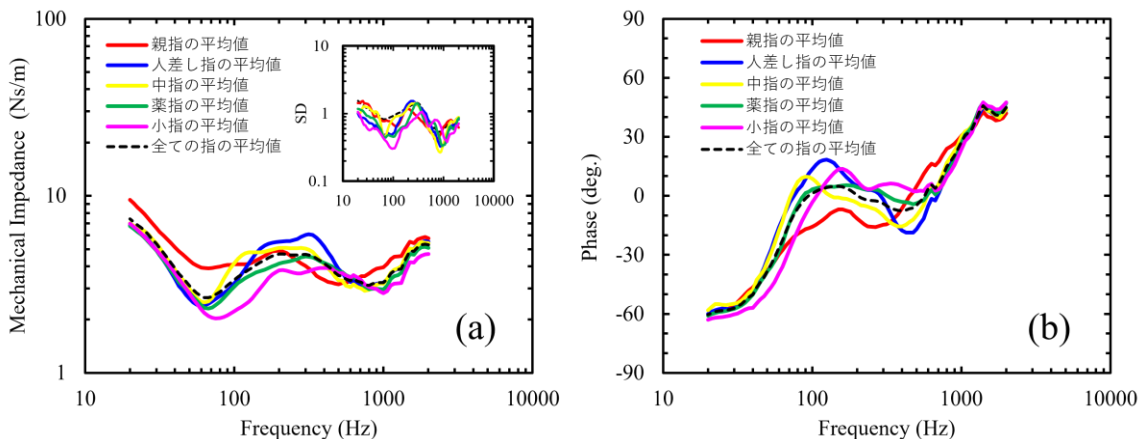 100
10
1
Mechanical Impedance (Ns/m)
親指の平均値
人差し指の平均値
中指の平均値
薬指の平均値
小指の平均値
全ての指の平均値
10
1
0.1
SD
10 100 1000 10000
(a)
10 100 1000 10000
Frequency (Hz)
90
60
30
0
-30
-60
-90
Phase (deg.)
親指の平均値
人差し指の平均値
中指の平均値
薬指の平均値
小指の平均値
全ての指の平均値
(b)
10 100 1000 10000
Frequency (Hz)